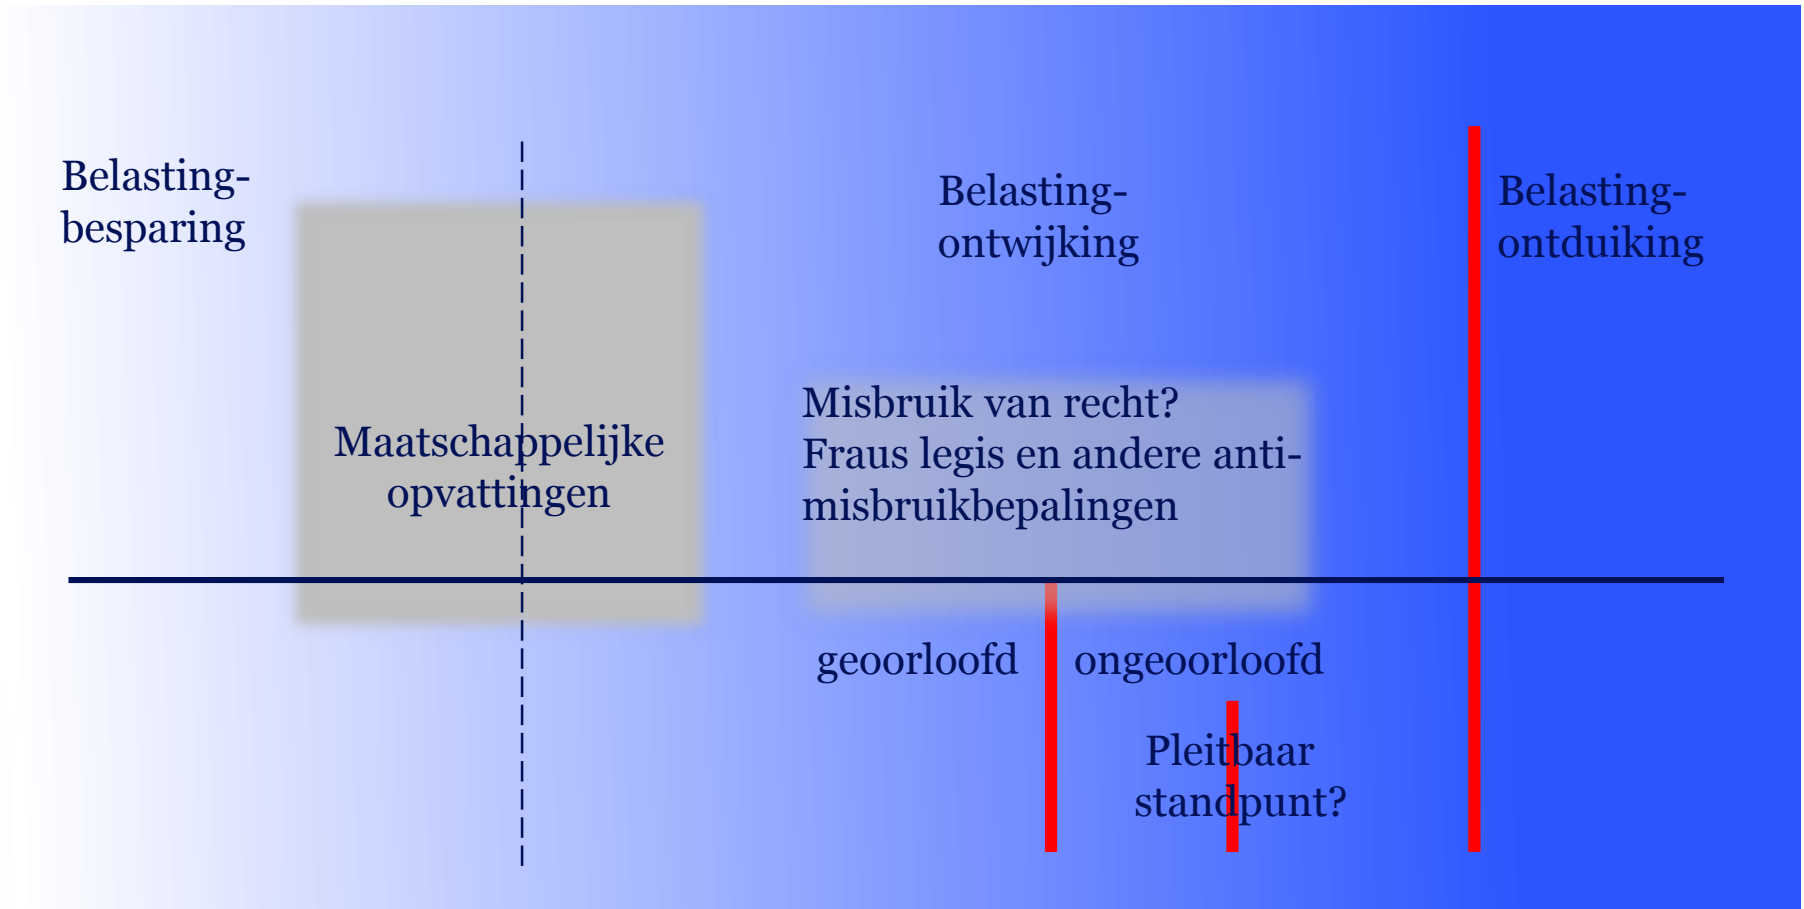 Belasting-
besparing
Belasting-
ontwijking
Belasting-
ontduiking
Maatschappelijke
opvattingen
Misbruik van recht?
Fraus legis en andere anti-
misbruikbepalingen
geoorloofd
ongeoorloofd
Pleitbaar
standpunt?